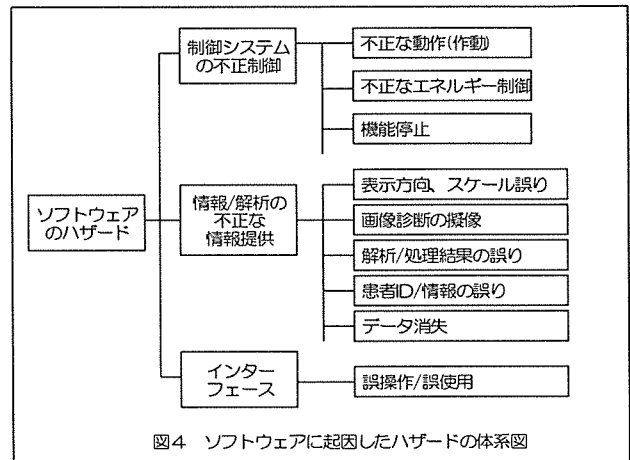 制御システム
の不正制御
不正な動作(作動)
不正なエネルギー制御
機能停止
ソフトウェア
のハザード
情報/解析の
不正な
情報提供
表示方向、スケール誤り
画像診断の擬像
解析/処理結果の誤り
患者ID/情報の誤り
データ消失
インター
フェース
誤操作/誤使用
図4 ソフトウェアに起因したハザードの体系図